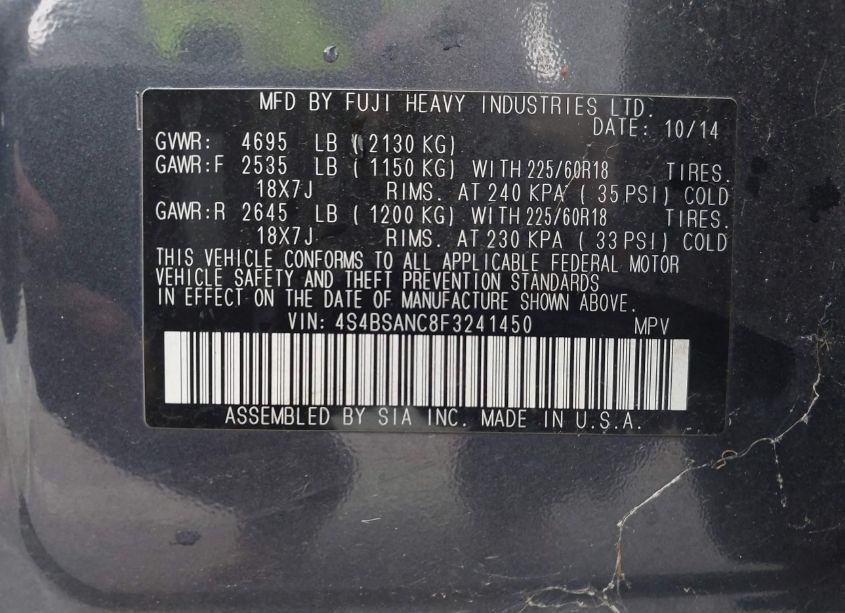 MFD BY FUJI HEAVY INDUSTRIES LTD.
DATE: 10/14
GVWR: 4695 LB ( 2130 KG)
GAWR:F 2535 LB ( 1150 KG) WITH 225/60R18 TIRES.
18X7J RIMS. AT 240 KPA ( 35 PSI) COLD
GAWR:R 2645 LB ( 1200 KG) WITH 225/60R18 TIRES.
18X7J RIMS. AT 230 KPA ( 33 PSI) COLD
THIS VEHICLE CONFORMS TO ALL APPLICABLE FEDERAL MOTOR
VEHICLE SAFETY AND THEFT PREVENTION STANDARDS
IN EFFECT ON THE DATE OF MANUFACTURE SHOWN ABOVE.
VIN: 4S4BSANC8F3241450 MPV
ASSEMBLED BY SIA INC. MADE IN U.S.A.